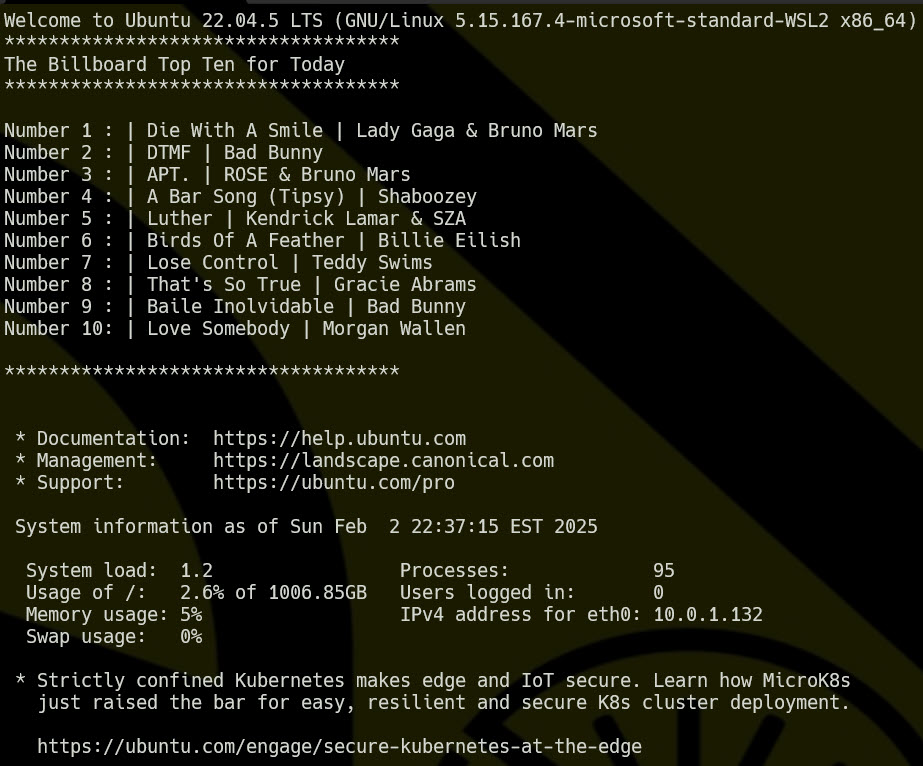 Welcome to Ubuntu 22.04.5 LTS (GNU/Linux 5.15.167.4-microsoft-standard-WSL2 x86_64)
************************************
The Billboard Top Ten for Today
************************************
Number 1 : | Die With A Smile | Lady Gaga & Bruno Mars
Number 2 : | DTMF | Bad Bunny
Number 3 : | APT. | ROSE & Bruno Mars
Number 4 : | A Bar Song (Tipsy) | Shaboozey
Number 5 : | Luther | Kendrick Lamar & SZA
Number 6 : | Birds Of A Feather | Billie Eilish
Number 7 : | Lose Control | Teddy Swims
Number 8 : | That's So True | Gracie Abrams
Number 9 : | Baile Inolvidable | Bad Bunny
Number 10: | Love Somebody | Morgan Wallen
************************************
* Documentation:  https://help.ubuntu.com
* Management:     https://landscape.canonical.com
* Support:        https://ubuntu.com/pro
System information as of Sun Feb  2 22:37:15 EST 2025
System load:  1.2                 Processes:             95
Usage of /:   2.6% of 1006.85GB   Users logged in:       0
Memory usage: 5%                  IPv4 address for eth0: 10.0.1.132
Swap usage:   0%
* Strictly confined Kubernetes makes edge and IoT secure. Learn how MicroK8s
just raised the bar for easy, resilient and secure K8s cluster deployment.
https://ubuntu.com/engage/secure-kubernetes-at-the-edge